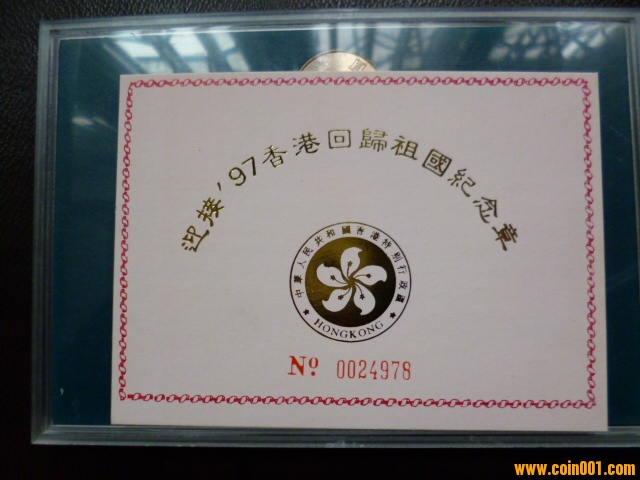 迎接'97香港回歸祖國紀念章
中華人民共和國香港特別行政區
★ HONGKONG ★
Nº 0024978
www.coin001.com